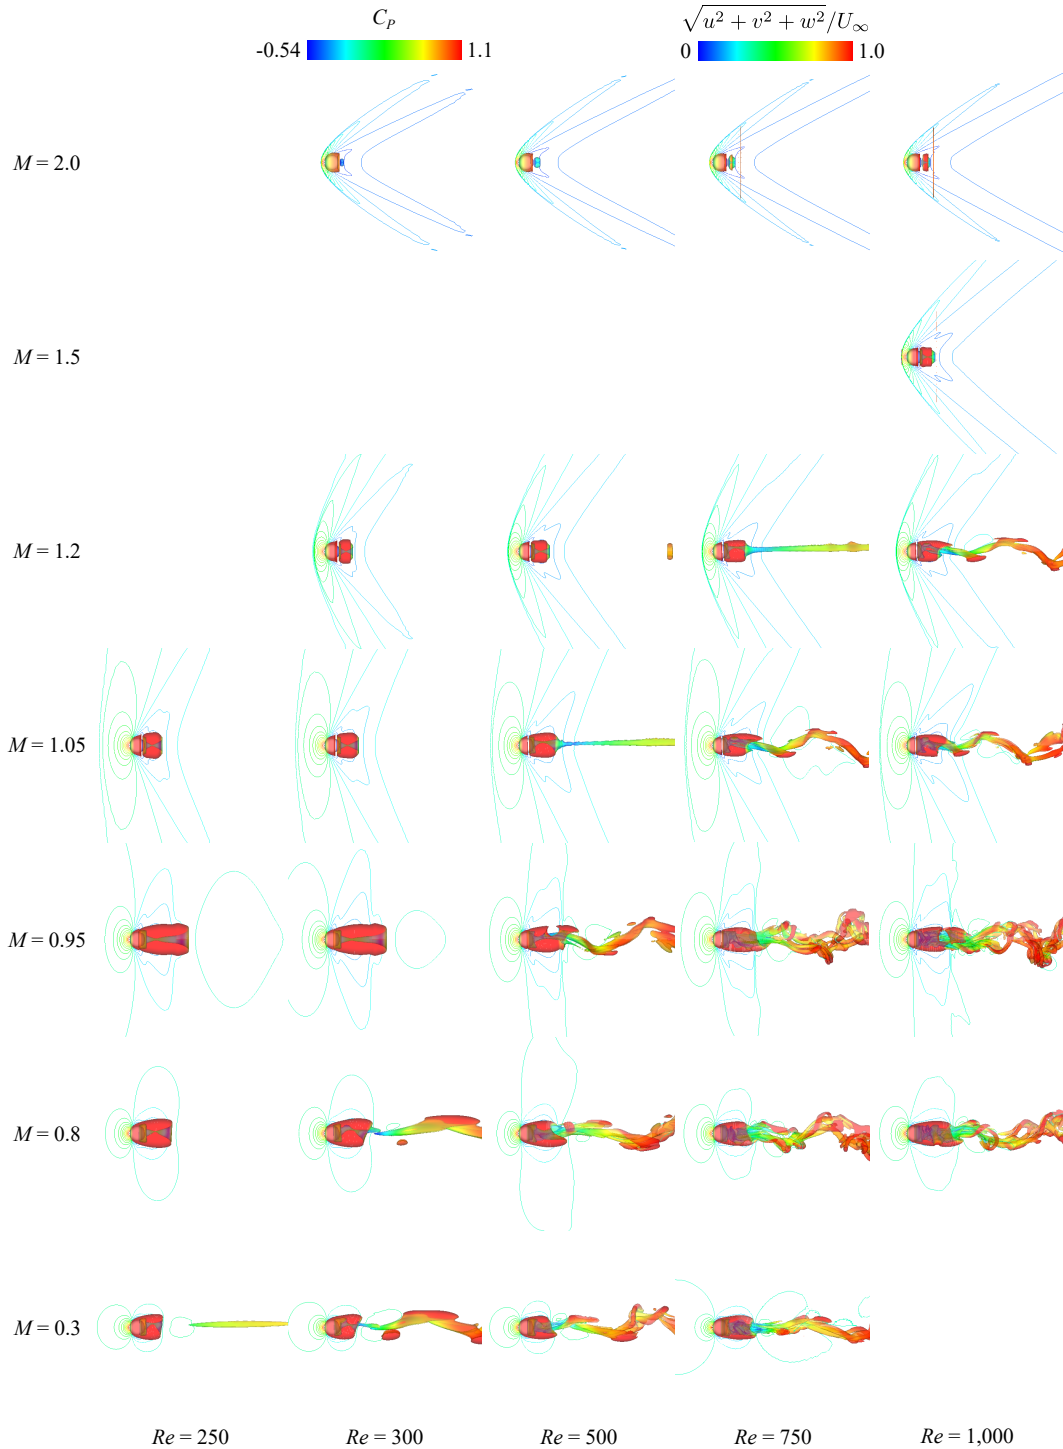 C_P
√u² + v² + w²/U∞
-0.54 1.1 0 1.0
M = 2.0
M = 1.5
M = 1.2
M = 1.05
M = 0.95
M = 0.8
M = 0.3
Re = 250 Re = 300 Re = 500 Re = 750 Re = 1,000